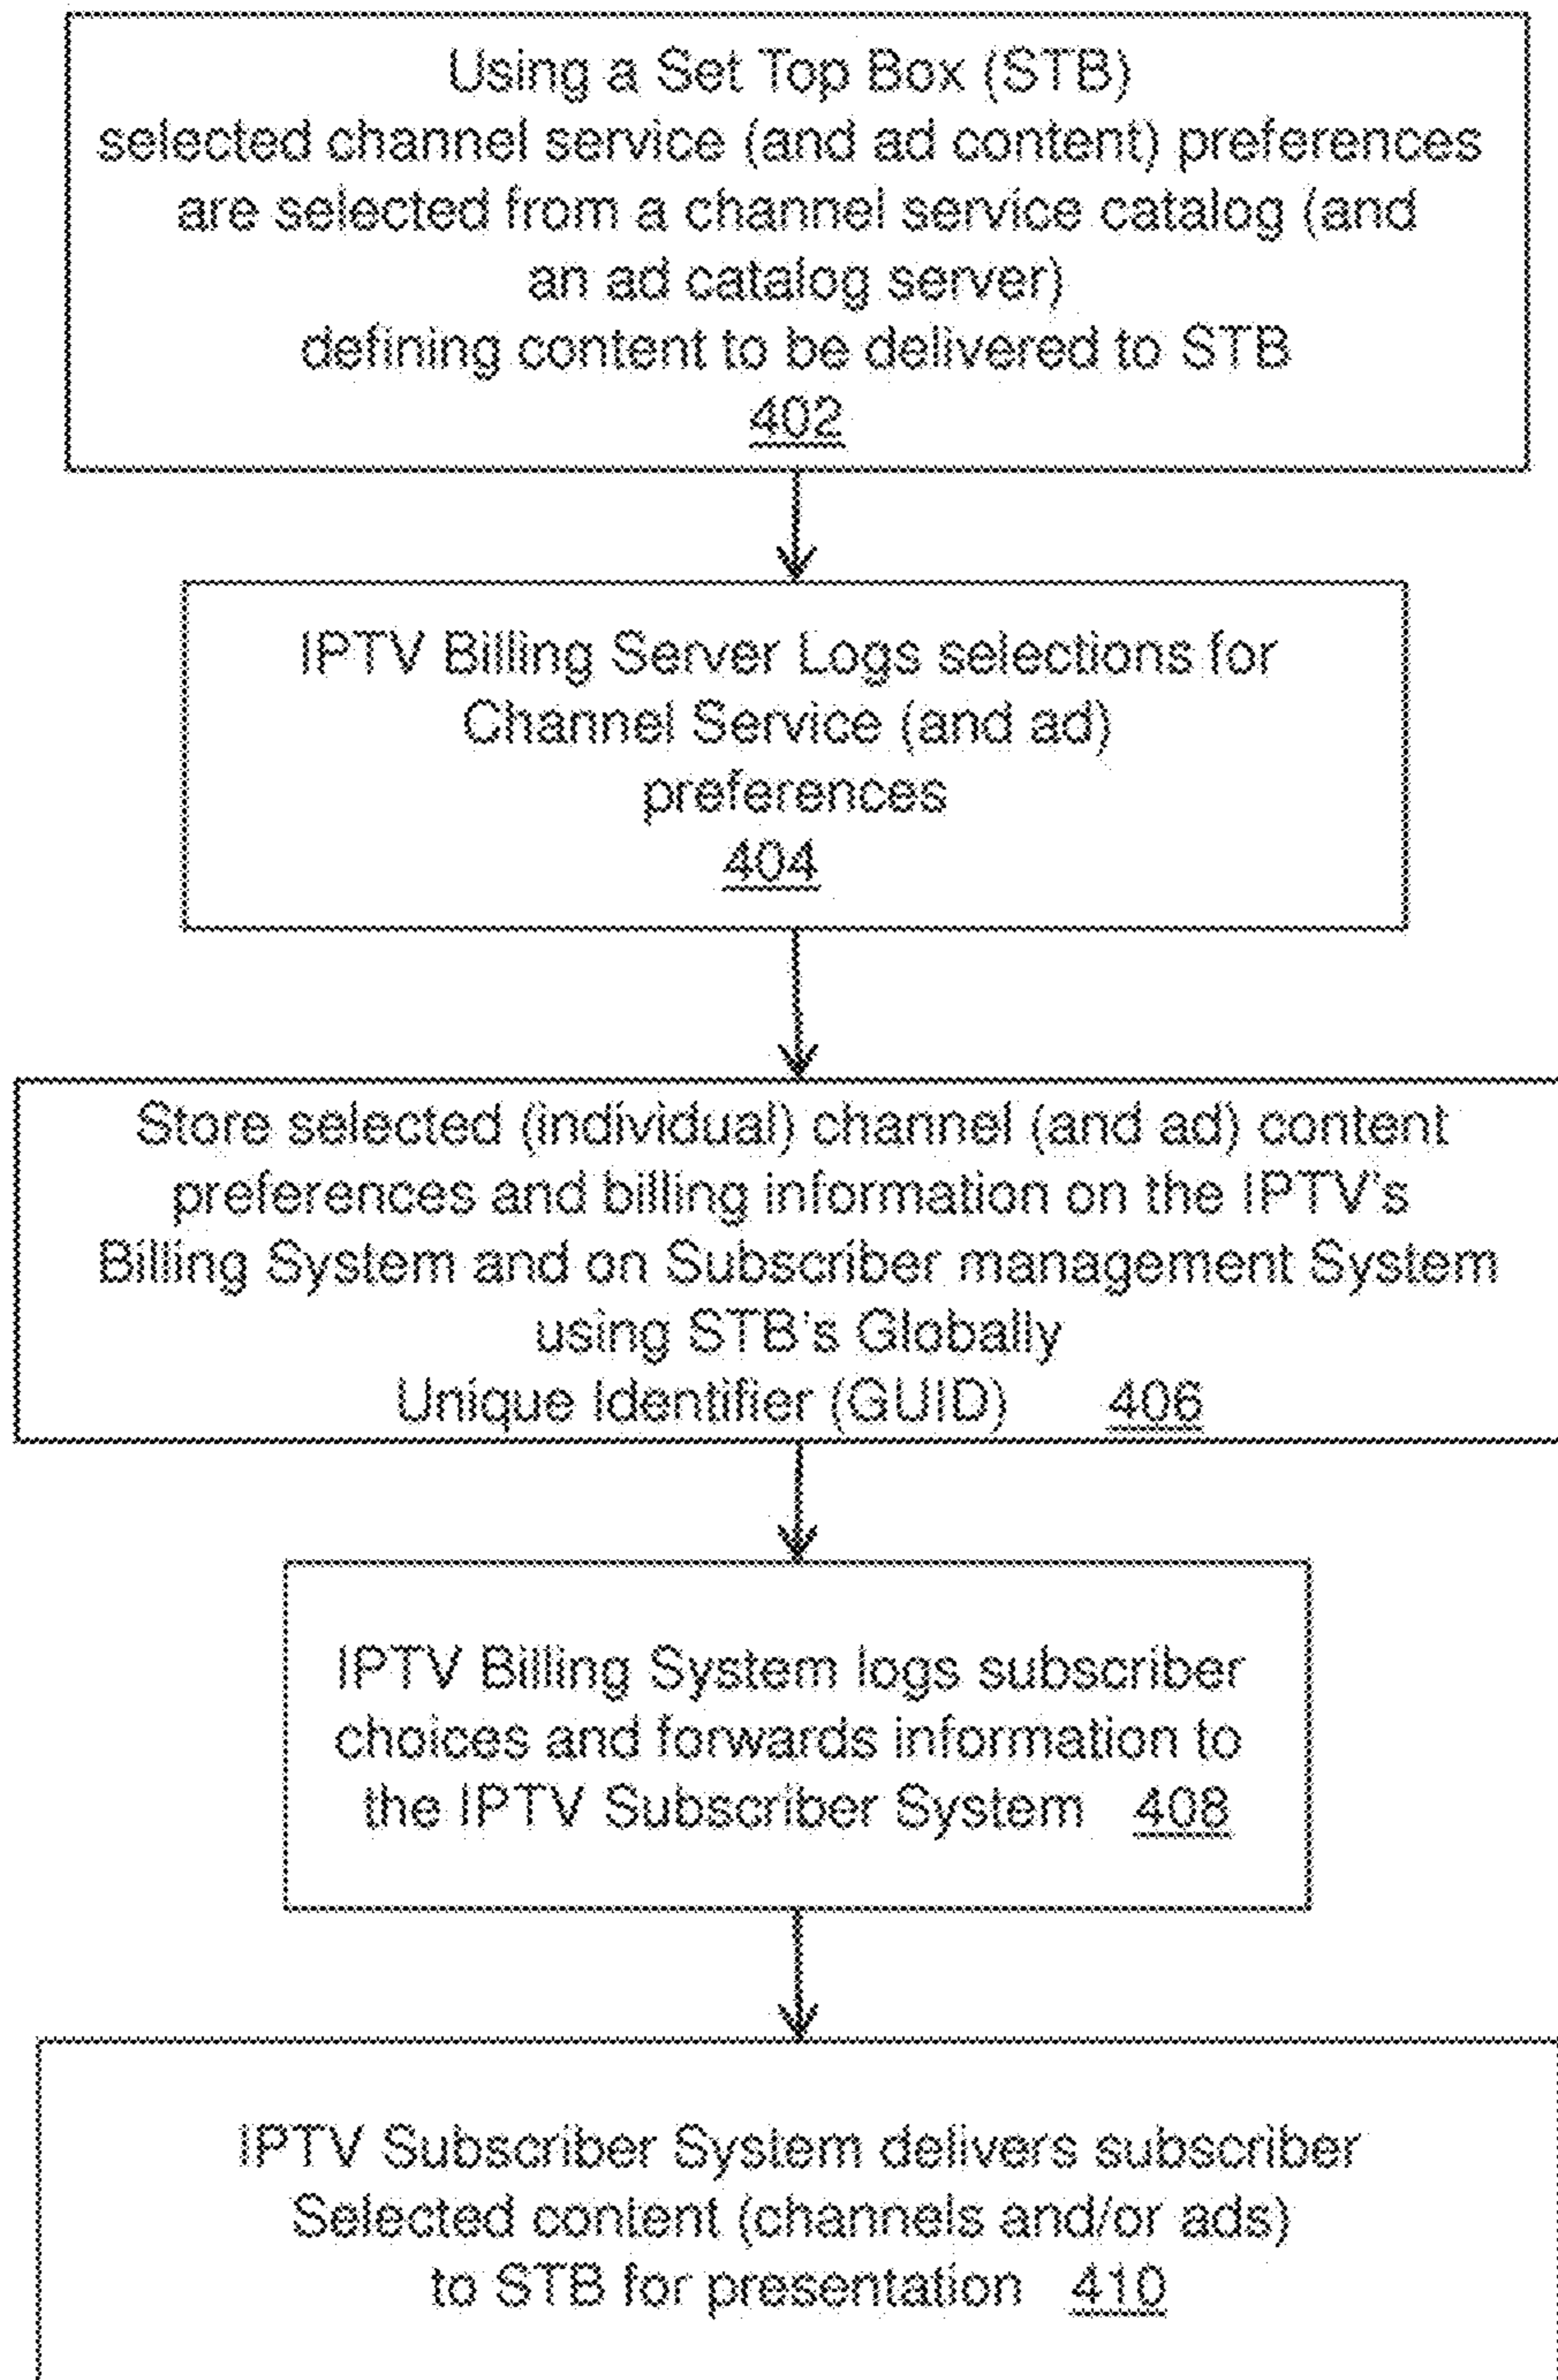 Using a Set Top Box (STB)
selected channel service (and ad content) preferences
are selected from a channel service catalog (and
an ad catalog server)
defining content to be delivered to STB
402
IPTV Billing Server Logs selections for
Channel Service (and ad)
preferences
404
Store selected (individual) channel (and ad) content
preferences and billing information on the IPTV's
Billing System and on Subscriber management System
using STB's Globally
Unique Identifier (GUID) 406
IPTV Billing System logs subscriber
choices and forwards information to
the IPTV Subscriber System 408
IPTV Subscriber System delivers subscriber
Selected content (channels and/or ads)
to STB for presentation 410